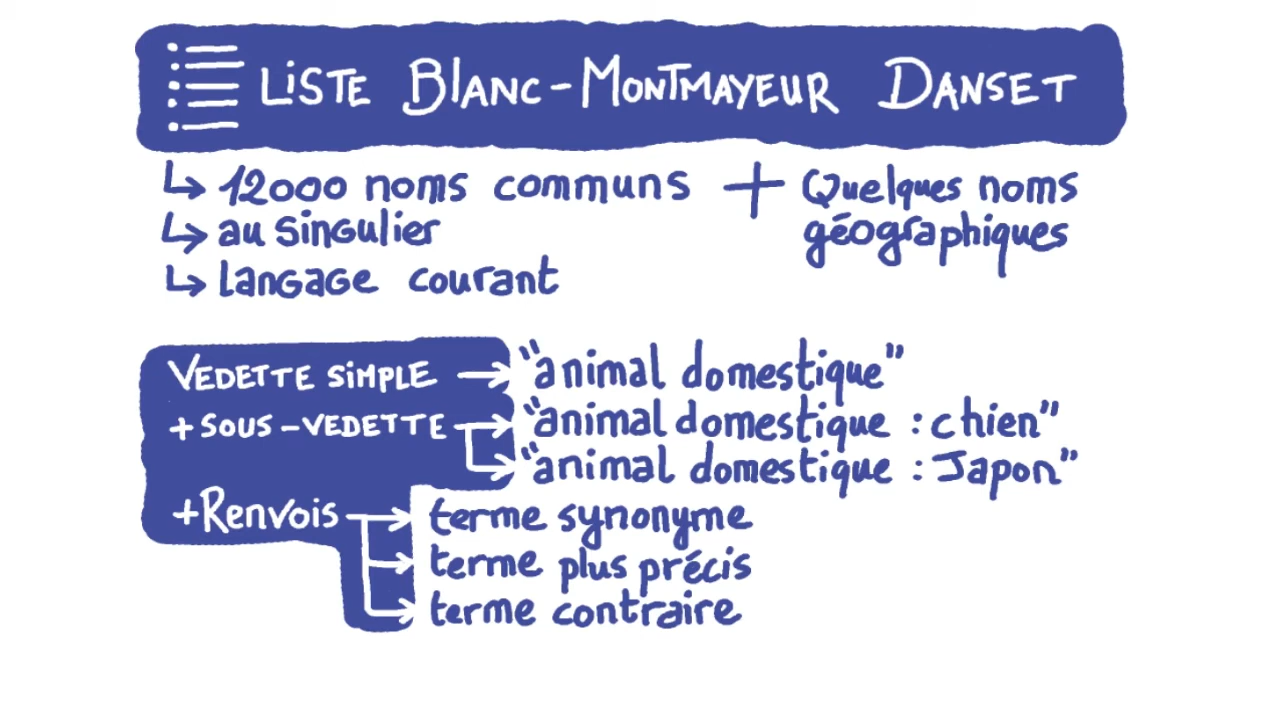 LiSTE BLANC-MONTMAYEUR DANSET
12000 noms communs + Quelques noms
au singulier géographiques
langage courant
VEDETTE SiMPLE → "animal domestique"
+ SOUS-VEDETTE → "animal domestique : chien"
→ "animal domestique : Japon"
+Renvois → terme synonyme
→ terme plus précis
→ terme contraire